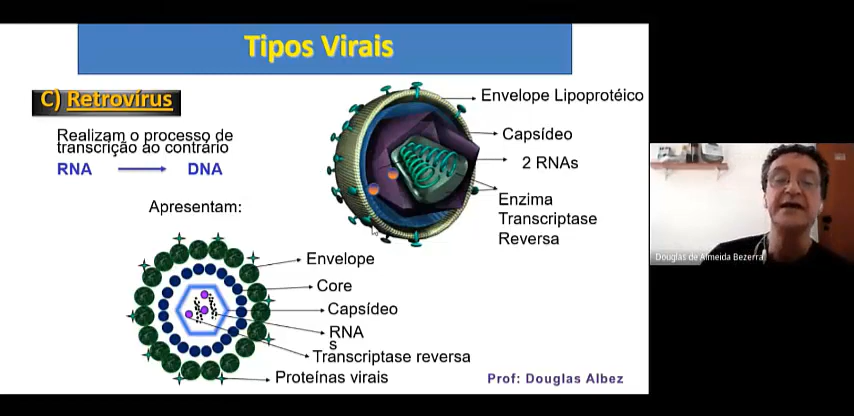 Tipos Virais
C) Retrovírus
Realizam o processo de
transcrição ao contrário
RNA DNA
Apresentam:
Envelope Lipoprotéico
Capsídeo
2 RNAs
Enzima
Transcriptase
Reversa
Envelope
Core
Capsídeo
RNA
s
Transcriptase reversa
Proteínas virais
Prof: Douglas Albez
Douglas de Almeida Bezerra